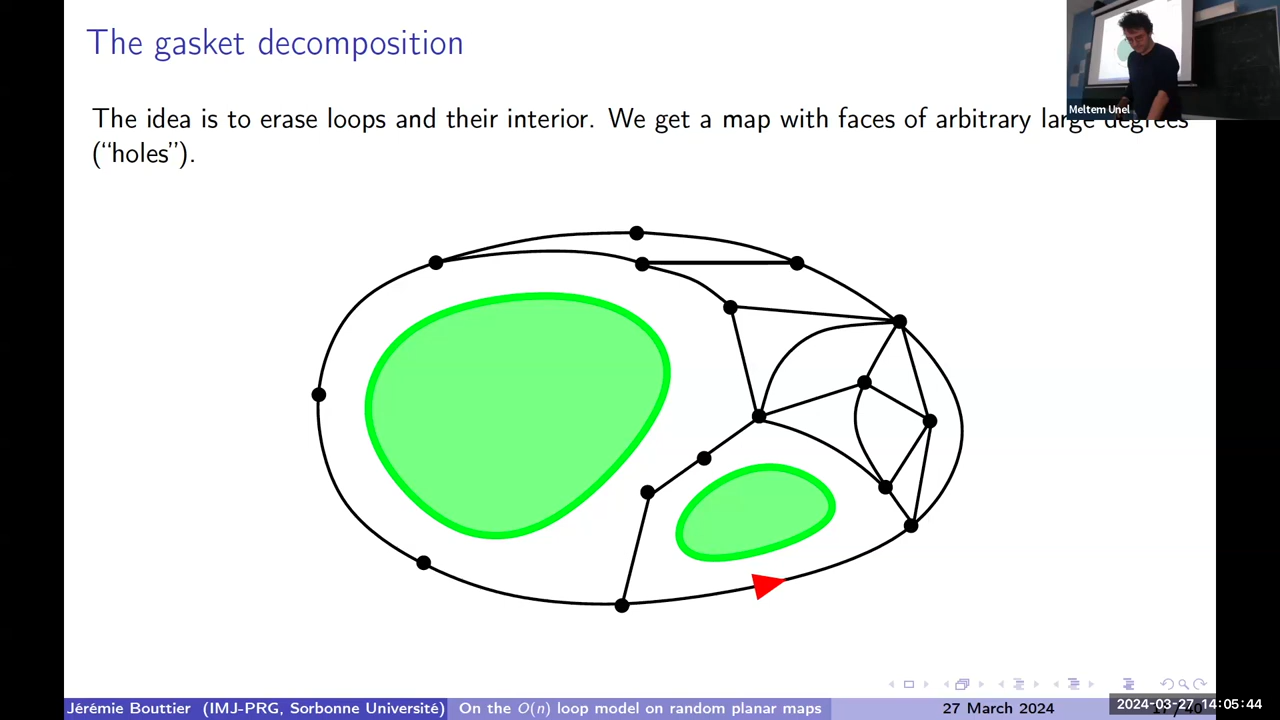 The gasket decomposition
The idea is to erase loops and their interior. We get a map with faces of arbitrary large degrees
(“holes”).
Meltem Unel
Jérémie Bouttier (IMJ-PRG, Sorbonne Université)
On the O(n) loop model on random planar maps
27 March 2024
2024-03-27 14:05:44